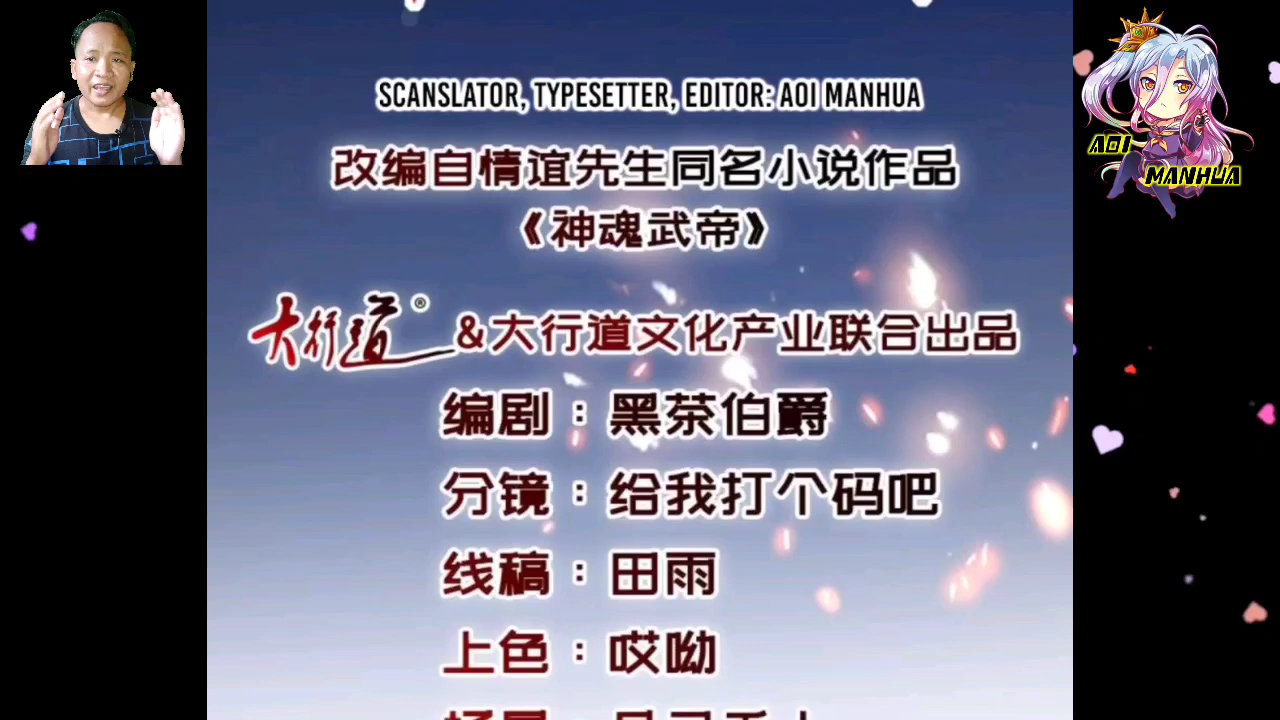 SCANSLATOR, TYPESETTER, EDITOR: AOI MANHUA
改编自情谊先生同名小说作品
《神魂武帝》
大行道® &大行道文化产业联合出品
编剧：黑茶伯爵
分镜：给我打个码吧
线稿：田雨
上色：哎呦
AOI
MANHUA